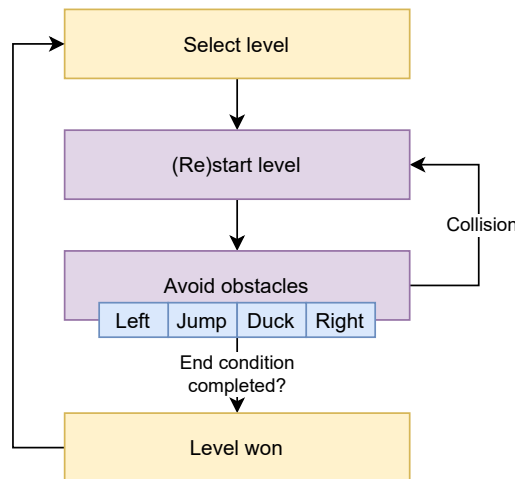 Select level
(Re)start level
Collision
Avoid obstacles
Left Jump Duck Right
End condition
completed?
Level won